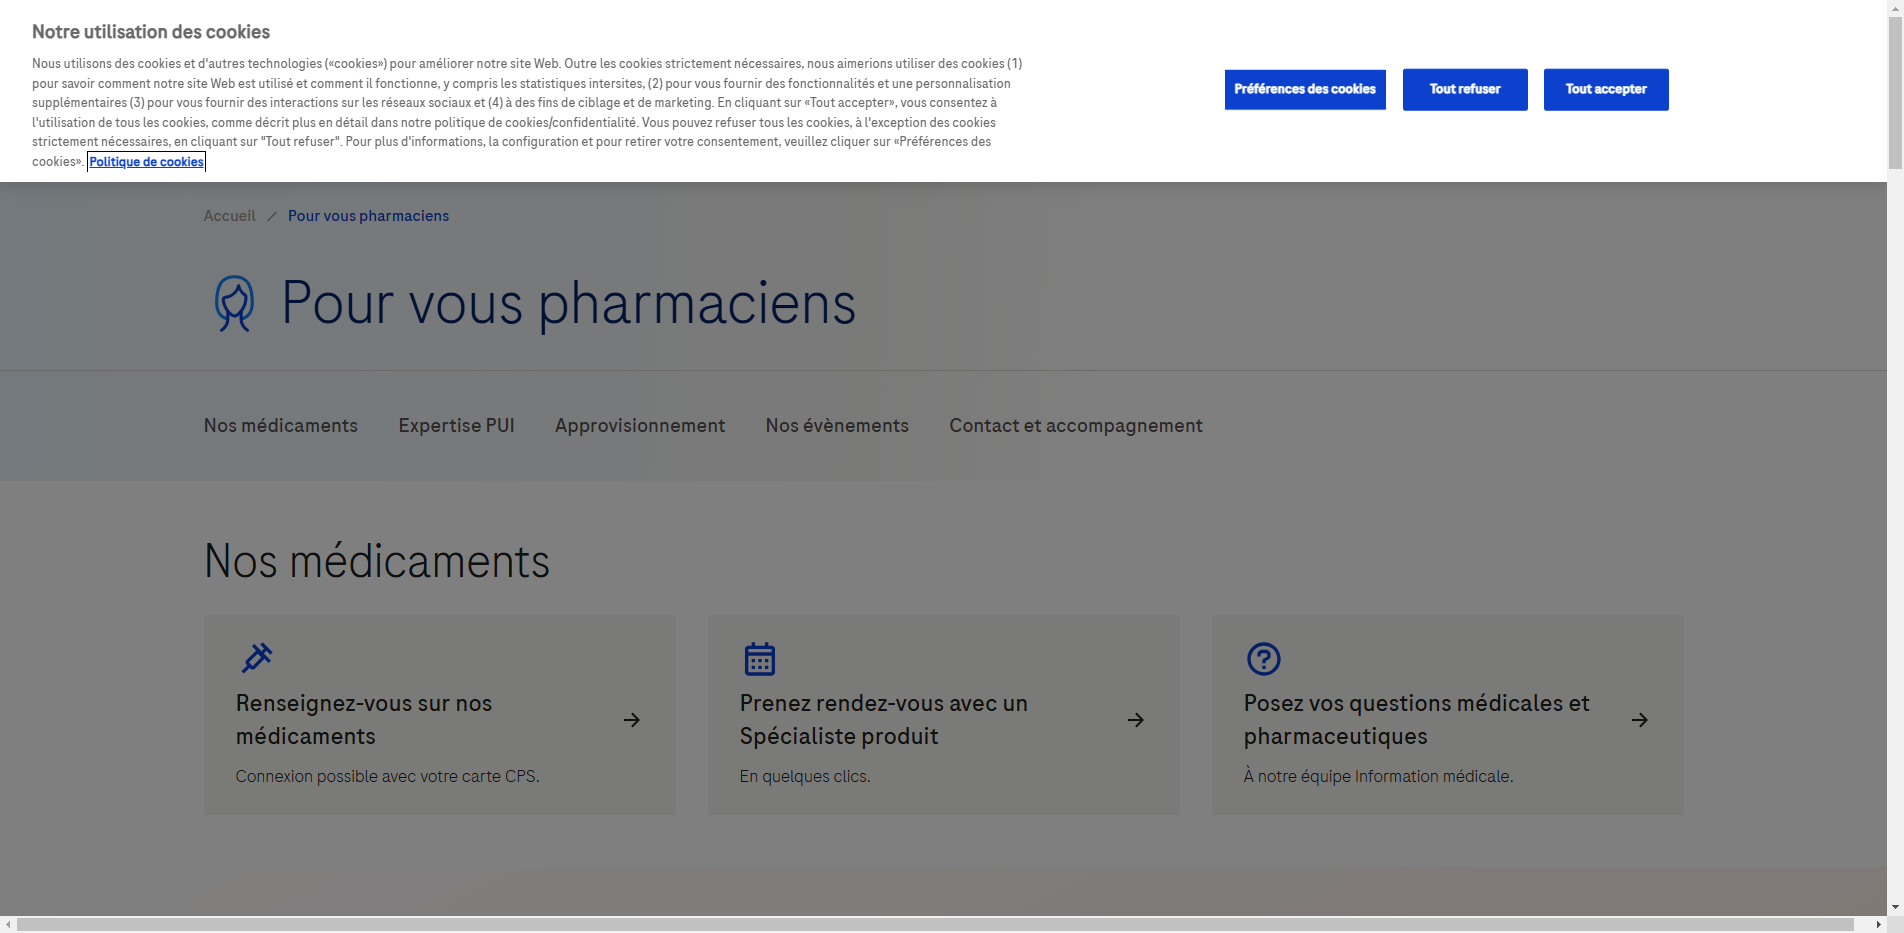 Notre utilisation des cookies
Nous utilisons des cookies et d'autres technologies («cookies») pour améliorer notre site Web. Outre les cookies strictement nécessaires, nous aimerions utiliser des cookies (1)
pour savoir comment notre site Web est utilisé et comment il fonctionne, y compris les statistiques intersites, (2) pour vous fournir des fonctionnalités et une personnalisation
supplémentaires (3) pour vous fournir des interactions sur les réseaux sociaux et (4) à des fins de ciblage et de marketing. En cliquant sur «Tout accepter», vous consentez à
l'utilisation de tous les cookies, comme décrit plus en détail dans notre politique de cookies/confidentialité. Vous pouvez refuser tous les cookies, à l'exception des cookies
strictement nécessaires, en cliquant sur "Tout refuser". Pour plus d'informations, la configuration et pour retirer votre consentement, veuillez cliquer sur «Préférences des
cookies». Politique de cookies
Préférences des cookies
Tout refuser
Tout accepter
Accueil / Pour vous pharmaciens
Pour vous pharmaciens
Nos médicaments
Expertise PUI
Approvisionnement
Nos évènements
Contact et accompagnement
Nos médicaments
Renseignez-vous sur nos
médicaments
Connexion possible avec votre carte CPS.
Prenez rendez-vous avec un
Spécialiste produit
En quelques clics.
Posez vos questions médicales et
pharmaceutiques
À notre équipe Information médicale.